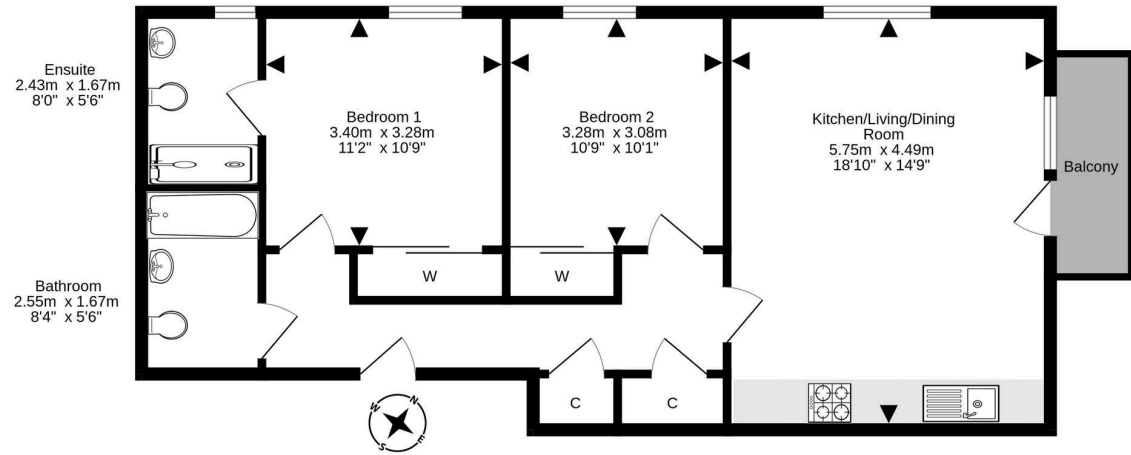 Ensuite
2.43m x 1.67m
8'0" x 5'6"
Bedroom 1
3.40m x 3.28m
11'2" x 10'9"
Bedroom 2
3.28m x 3.08m
10'9" x 10'1"
Kitchen/Living/Dining
Room
5.75m x 4.49m
18'10" x 14'9"
Balcony
W
W
Bathroom
2.55m x 1.67m
8'4" x 5'6"
C
C
N
W
E
S